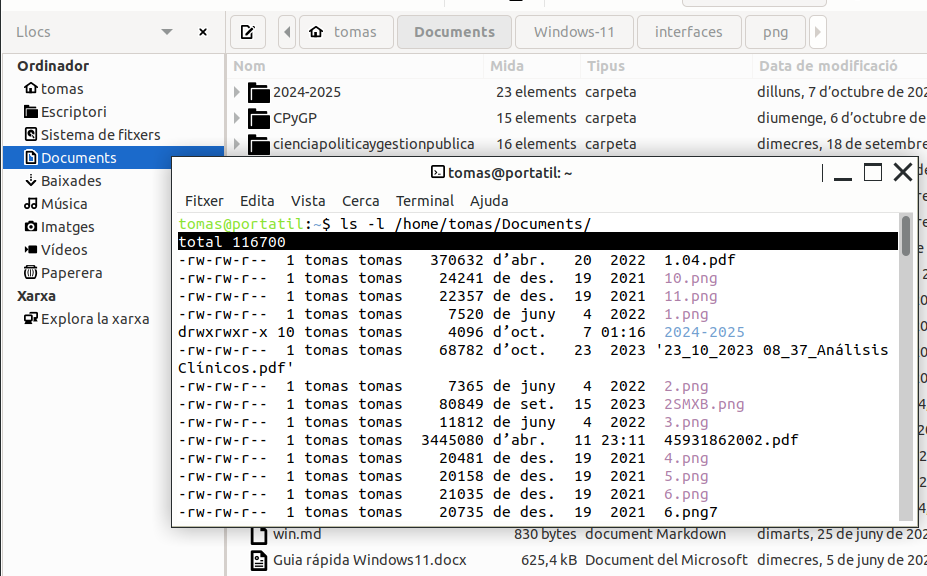 Llocs
tomas Documents Windows-11 interfaces png
Ordinador
tomas
Escriptori
Sistema de fitxers
Documents
Baixades
Música
Imatges
Vídeos
Paperera
Xarxa
Explora la xarxa
Nom Mida Tipus Data de modificació
2024-2025 23 elements carpeta dilluns, 7 d’octubre de 202
CPyGP 15 elements carpeta diumenge, 6 d’octubre de
cienciapoliticaygestionpublica 16 elements carpeta dimecres, 18 de setembre
tomas@portatil: ~
Fitxer Edita Vista Cerca Terminal Ajuda
tomas@portatil:~$ ls -l /home/tomas/Documents/
total 116700
-rw-rw-r-- 1 tomas tomas 370632 d’abr. 20 2022 1.04.pdf
-rw-rw-r-- 1 tomas tomas 24241 de des. 19 2021 10.png
-rw-rw-r-- 1 tomas tomas 22357 de des. 19 2021 11.png
-rw-rw-r-- 1 tomas tomas 7520 de juny 4 2022 1.png
drwxrwxr-x 10 tomas tomas 4096 d’oct. 7 01:16 2024-2025
-rw-rw-r-- 1 tomas tomas 68782 d’oct. 23 2023 '23_10_2023 08_37_Análisis
Clínicos.pdf'
-rw-rw-r-- 1 tomas tomas 7365 de juny 4 2022 2.png
-rw-rw-r-- 1 tomas tomas 80849 de set. 15 2023 2SMXB.png
-rw-rw-r-- 1 tomas tomas 11812 de juny 4 2022 3.png
-rw-rw-r-- 1 tomas tomas 3445080 d’abr. 11 23:11 45931862002.pdf
-rw-rw-r-- 1 tomas tomas 20481 de des. 19 2021 4.png
-rw-rw-r-- 1 tomas tomas 20158 de des. 19 2021 5.png
-rw-rw-r-- 1 tomas tomas 21035 de des. 19 2021 6.png
-rw-rw-r-- 1 tomas tomas 20735 de des. 19 2021 6.png7
win.md 830 bytes document Markdown dimarts, 25 de juny de 202
Guia rápida Windows11.docx 625,4 kB Document del Microsoft dimecres, 5 de juny de 202